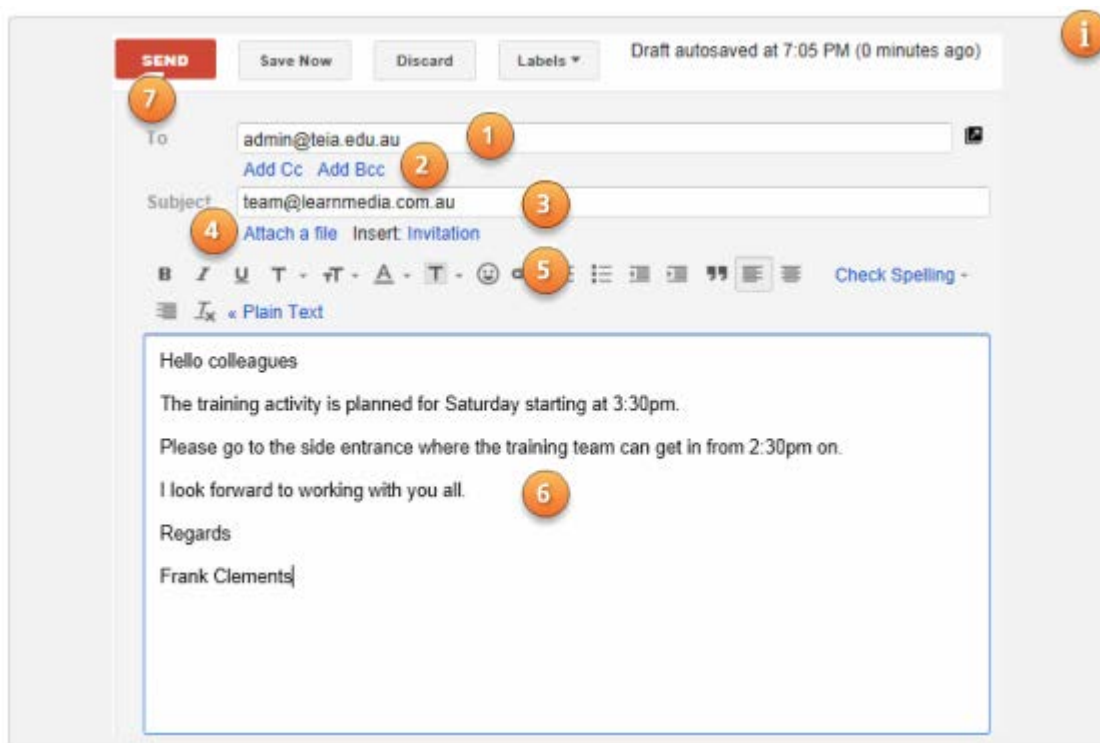 i
SEND Save Now Discard Labels Draft autosaved at 7:05 PM (0 minutes ago)
7
To admin@teia.edu.au 1
Add Cc Add Bcc 2
Subject team@learnmedia.com.au 3
4 Attach a file Insert: Invitation
B I U T T A T 5 Check Spelling
Tx « Plain Text
Hello colleagues
The training activity is planned for Saturday starting at 3:30pm.
Please go to the side entrance where the training team can get in from 2:30pm on.
I look forward to working with you all. 6
Regards
Frank Clements